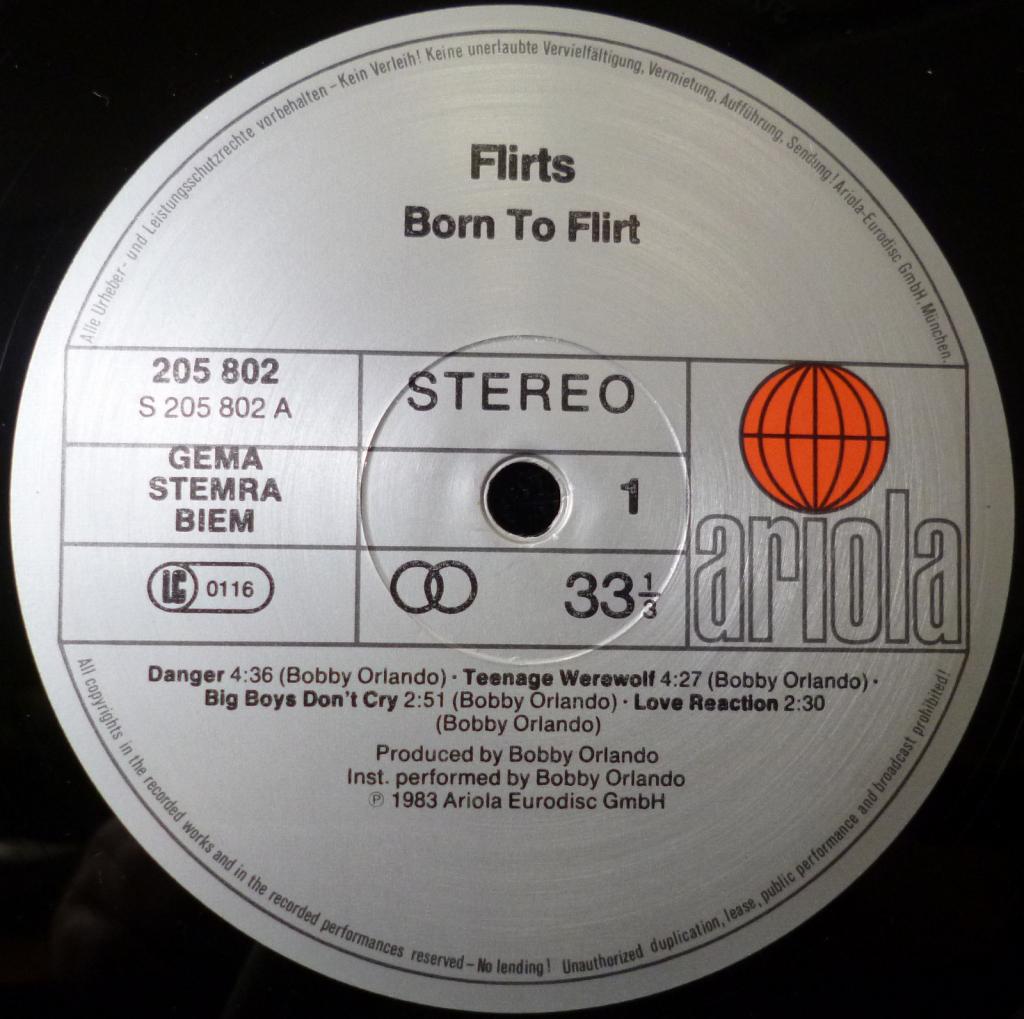 Alle Urheber- und Leistungsschutzrechte vorbehalten – Kein Verleih! Keine unerlaubte Vervielfältigung, Vermietung, Aufführung, Sendung! Ariola-Eurodisc GmbH, München.
Flirts
Born To Flirt
205 802
S 205 802 A
GEMA
STEMRA
BIEM
LC 0116
STEREO
1
33 1/3
ariola
Danger 4:36 (Bobby Orlando) · Teenage Werewolf 4:27 (Bobby Orlando) ·
Big Boys Don't Cry 2:51 (Bobby Orlando) · Love Reaction 2:30
(Bobby Orlando)
Produced by Bobby Orlando
Inst. performed by Bobby Orlando
℗ 1983 Ariola Eurodisc GmbH
All copyrights in the recorded works and in the recorded performances reserved – No lending! Unauthorized duplication, lease, public performance and broadcast prohibited!